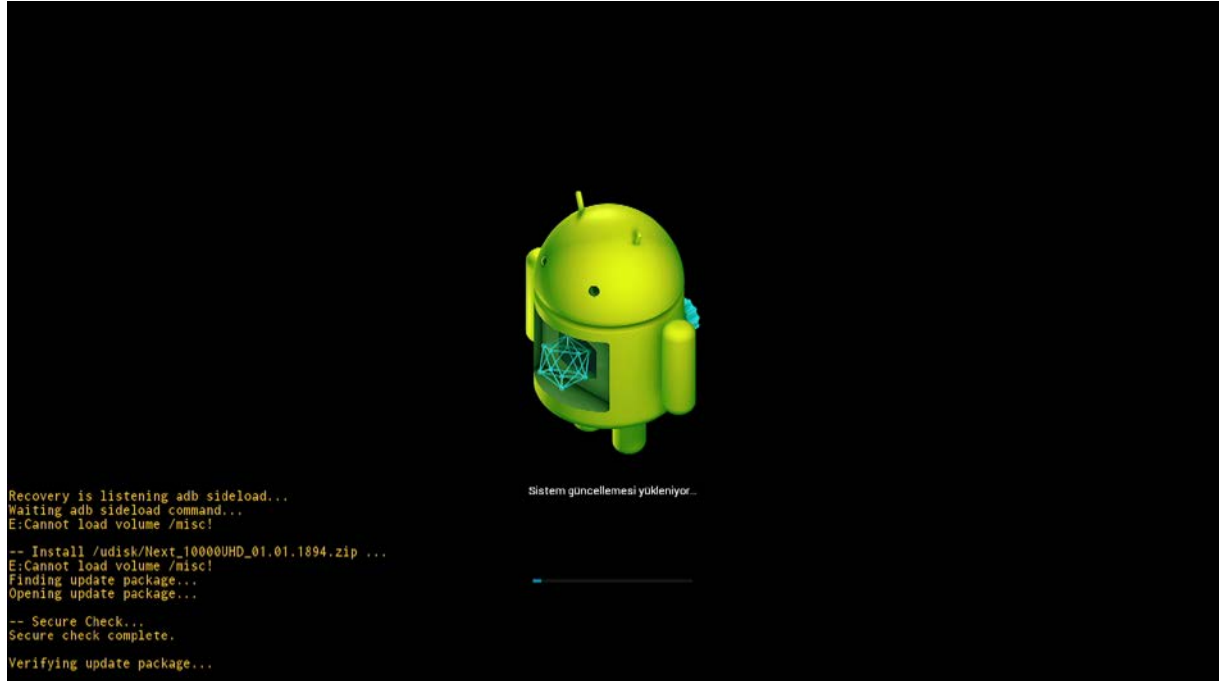 Recovery is listening adb sideload...
Waiting adb sideload command...
E:Cannot load volume /misc!
-- Install /udisk/Next_10000UHD_01.01.1894.zip ...
E:Cannot load volume /misc!
Finding update package...
Opening update package...
-- Secure Check...
Secure check complete.
Verifying update package...
Sistem güncellemesi yükleniyor...